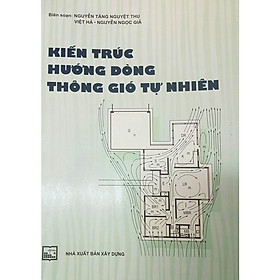 Biên soạn: NGUYỄN TĂNG NGUYỆT THU
VIỆT HÀ - NGUYỄN NGỌC GIẢ
KIẾN TRÚC
HƯỚNG DÒNG
THÔNG GIÓ TỰ NHIÊN
NHÀ XUẤT BẢN XÂY DỰNG